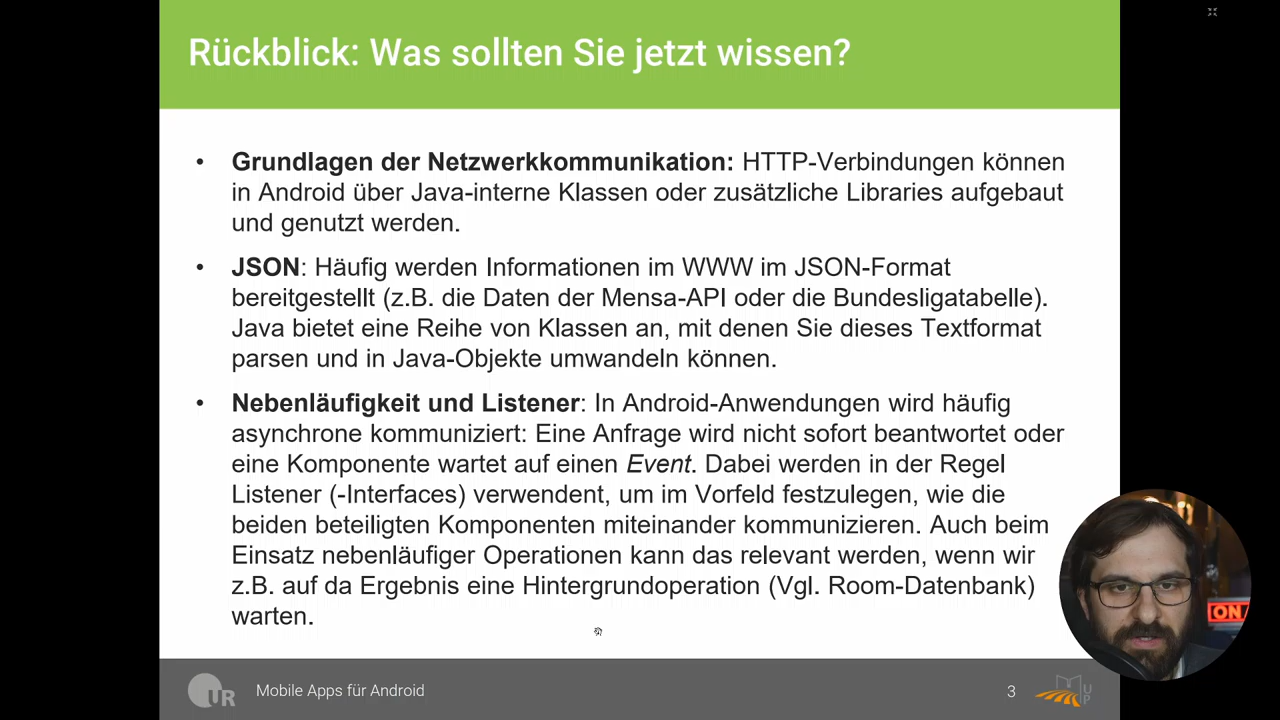 Rückblick: Was sollten Sie jetzt wissen?
• Grundlagen der Netzwerkkommunikation: HTTP-Verbindungen können
in Android über Java-interne Klassen oder zusätzliche Libraries aufgebaut
und genutzt werden.
• JSON: Häufig werden Informationen im WWW im JSON-Format
bereitgestellt (z.B. die Daten der Mensa-API oder die Bundesligatabelle).
Java bietet eine Reihe von Klassen an, mit denen Sie dieses Textformat
parsen und in Java-Objekte umwandeln können.
• Nebenläufigkeit und Listener: In Android-Anwendungen wird häufig
asynchrone kommuniziert: Eine Anfrage wird nicht sofort beantwortet oder
eine Komponente wartet auf einen Event. Dabei werden in der Regel
Listener (-Interfaces) verwendent, um im Vorfeld festzulegen, wie die
beiden beteiligten Komponenten miteinander kommunizieren. Auch beim
Einsatz nebenläufiger Operationen kann das relevant werden, wenn wir
z.B. auf da Ergebnis eine Hintergrundoperation (Vgl. Room-Datenbank)
warten.
ON
UR
Mobile Apps für Android
3
UP